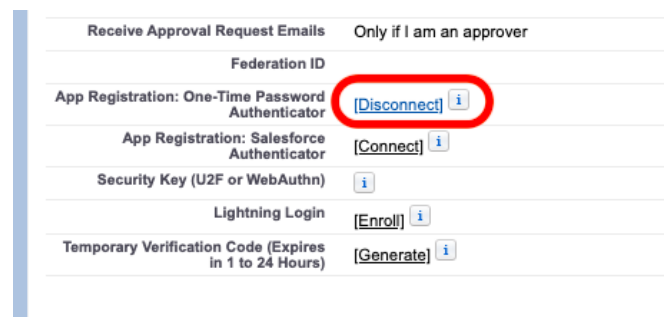 Receive Approval Request Emails Only if I am an approver
Federation ID
App Registration: One-Time Password
Authenticator [Disconnect] i
App Registration: Salesforce
Authenticator [Connect] i
Security Key (U2F or WebAuthn) i
Lightning Login [Enroll] i
Temporary Verification Code (Expires
in 1 to 24 Hours) [Generate] i